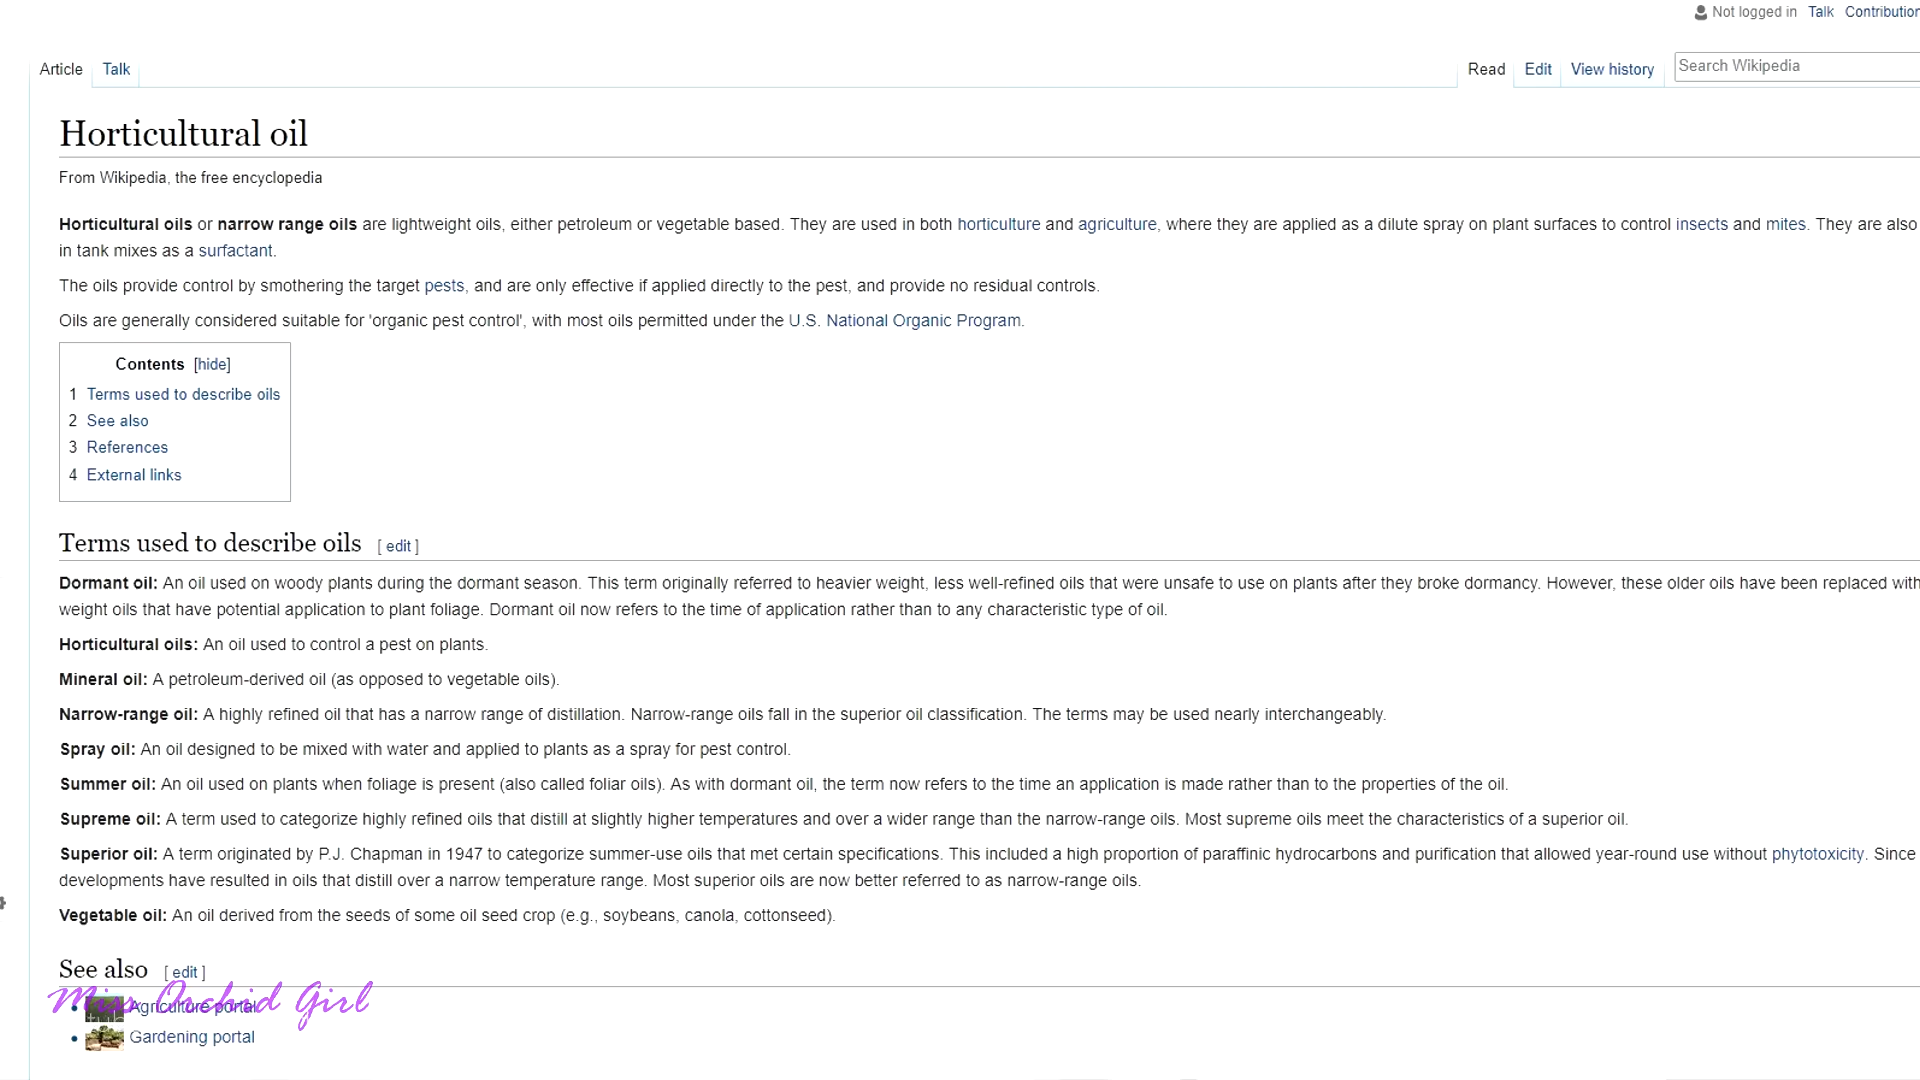 Not logged in Talk Contribution
Article Talk Read Edit View history Search Wikipedia
Horticultural oil
From Wikipedia, the free encyclopedia
Horticultural oils or narrow range oils are lightweight oils, either petroleum or vegetable based. They are used in both horticulture and agriculture, where they are applied as a dilute spray on plant surfaces to control insects and mites. They are also
in tank mixes as a surfactant.
The oils provide control by smothering the target pests, and are only effective if applied directly to the pest, and provide no residual controls.
Oils are generally considered suitable for 'organic pest control', with most oils permitted under the U.S. National Organic Program.
Contents [hide]
1 Terms used to describe oils
2 See also
3 References
4 External links
Terms used to describe oils [ edit ]
Dormant oil: An oil used on woody plants during the dormant season. This term originally referred to heavier weight, less well-refined oils that were unsafe to use on plants after they broke dormancy. However, these older oils have been replaced with
weight oils that have potential application to plant foliage. Dormant oil now refers to the time of application rather than to any characteristic type of oil.
Horticultural oils: An oil used to control a pest on plants.
Mineral oil: A petroleum-derived oil (as opposed to vegetable oils).
Narrow-range oil: A highly refined oil that has a narrow range of distillation. Narrow-range oils fall in the superior oil classification. The terms may be used nearly interchangeably.
Spray oil: An oil designed to be mixed with water and applied to plants as a spray for pest control.
Summer oil: An oil used on plants when foliage is present (also called foliar oils). As with dormant oil, the term now refers to the time an application is made rather than to the properties of the oil.
Supreme oil: A term used to categorize highly refined oils that distill at slightly higher temperatures and over a wider range than the narrow-range oils. Most supreme oils meet the characteristics of a superior oil.
Superior oil: A term originated by P.J. Chapman in 1947 to categorize summer-use oils that met certain specifications. This included a high proportion of paraffinic hydrocarbons and purification that allowed year-round use without phytotoxicity. Since
developments have resulted in oils that distill over a narrow temperature range. Most superior oils are now better referred to as narrow-range oils.
Vegetable oil: An oil derived from the seeds of some oil seed crop (e.g., soybeans, canola, cottonseed).
See also [ edit ]
Miss Orchid Girl
Agriculture portal
Gardening portal